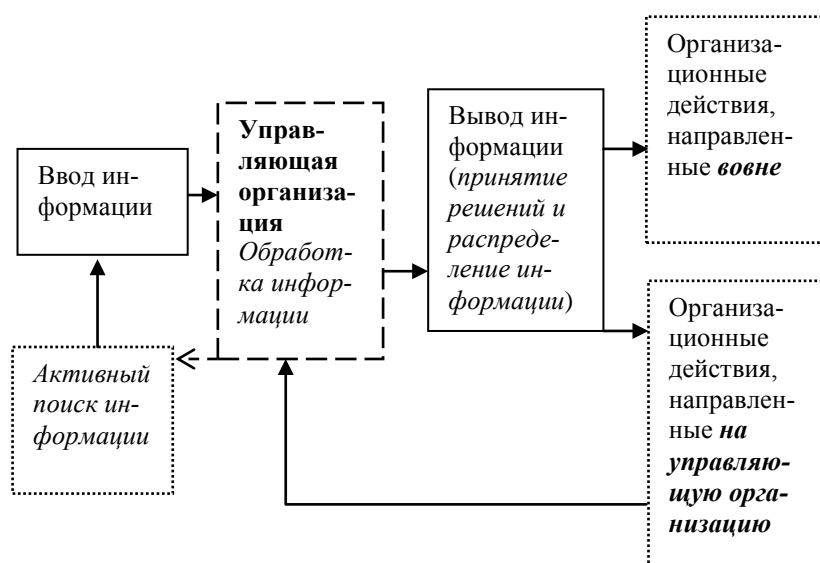 Ввод ин-
формации
Активный
поиск ин-
формации
Управ-
ляющая
организа-
ция
Обработ-
ка инфор-
мации
Вывод ин-
формации
(принятие
решений и
распреде-
ление ин-
формации)
Организа-
ционные
действия,
направлен-
ные вовне
Организа-
ционные
действия,
направлен-
ные на
управляю-
щую орга-
низацию